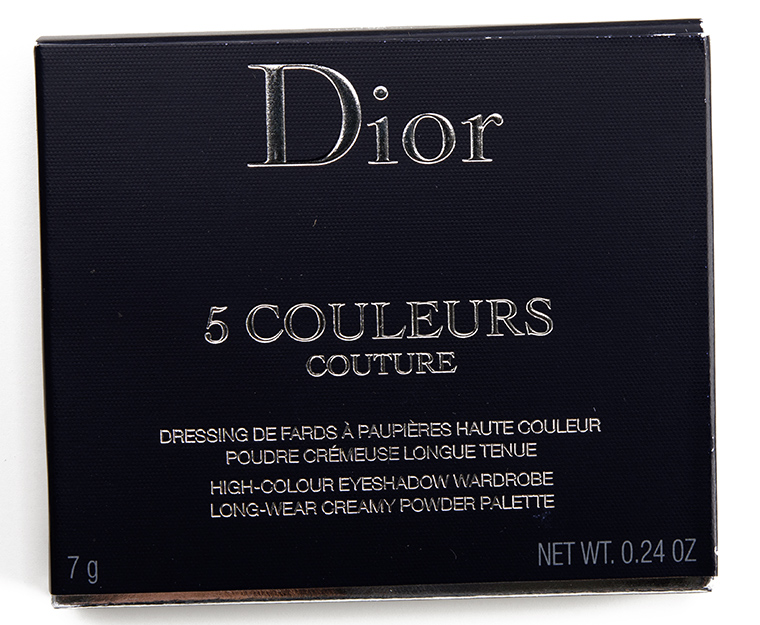 Dior
5 COULEURS
COUTURE
DRESSING DE FARDS À PAUPIÈRES HAUTE COULEUR
POUDRE CRÉMEUSE LONGUE TENUE
HIGH-COLOUR EYESHADOW WARDROBE
LONG-WEAR CREAMY POWDER PALETTE
7 g
NET WT. 0.24 OZ